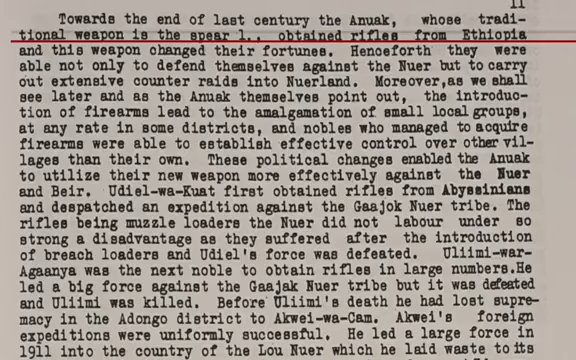 11
Towards the end of last century the Anuak, whose tradi-
tional weapon is the spear l.. obtained rifles from Ethiopia
and this weapon changed their fortunes. Henceforth they were
able not only to defend themselves against the Nuer but to carry
out extensive counter raids into Nuerland. Moreover,as we shall
see later and as the Anuak themselves point out, the introduc-
tion of firearms lead to the amalgamation of small local groups,
at any rate in some districts, and nobles who managed to acquire
firearms were able to establish effective control over other vil-
lages than their own. These political changes enabled the Anuak
to utilize their new weapon more effectively against the Nuer
and Beir. Udiel-wa-Kuat first obtained rifles from Abyssinians
and despatched an expedition against the Gaajok Nuer tribe. The
rifles being muzzle loaders the Nuer did not labour under so
strong a disadvantage as they suffered after the introduction
of breach loaders and Udiel's force was defeated. Uliimi-war-
Agaanya was the next noble to obtain rifles in large numbers.He
led a big force against the Gaajak Nuer tribe but it was defeated
and Uliimi was killed. Before Uliimi's death he had lost supre-
macy in the Adongo district to Akwei-wa-Cam. Akwei's foreign
expeditions were uniformly successful. He led a large force in
1911 into the country of the Lou Nuer which he laid waste to its